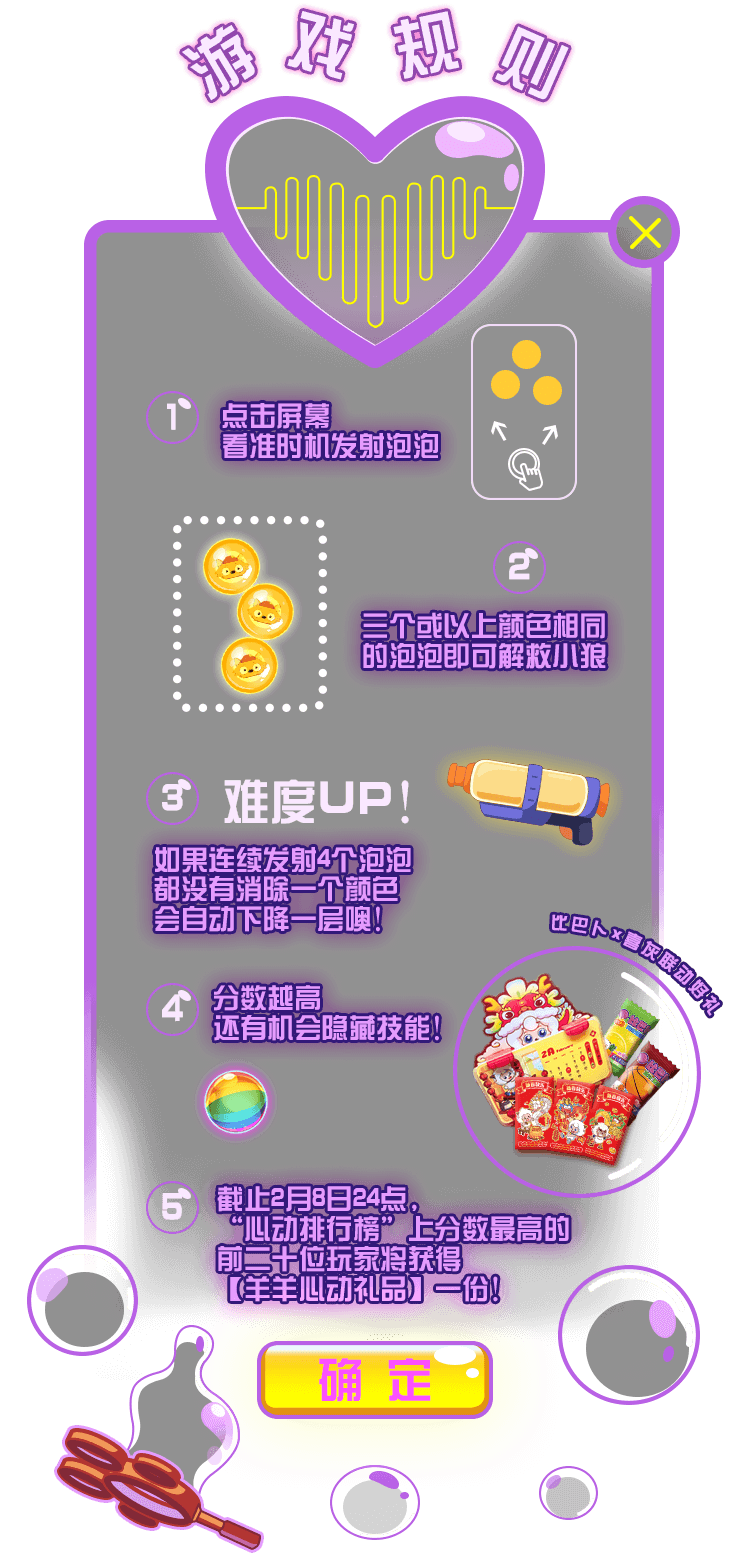 游戏规则
1
点击屏幕
看准时机发射泡泡
2
三个或以上颜色相同
的泡泡即可解救小狼
3
难度UP!
如果连续发射4个泡泡
都没有消除一个颜色
会自动下降一层噢!
比巴卜x喜灰联动好礼
4
分数越高
还有机会隐藏技能!
5
截止2月8日24点，
“心动排行榜”上分数最高的
前二十位玩家将获得
【羊羊心动礼品】一份!
确定